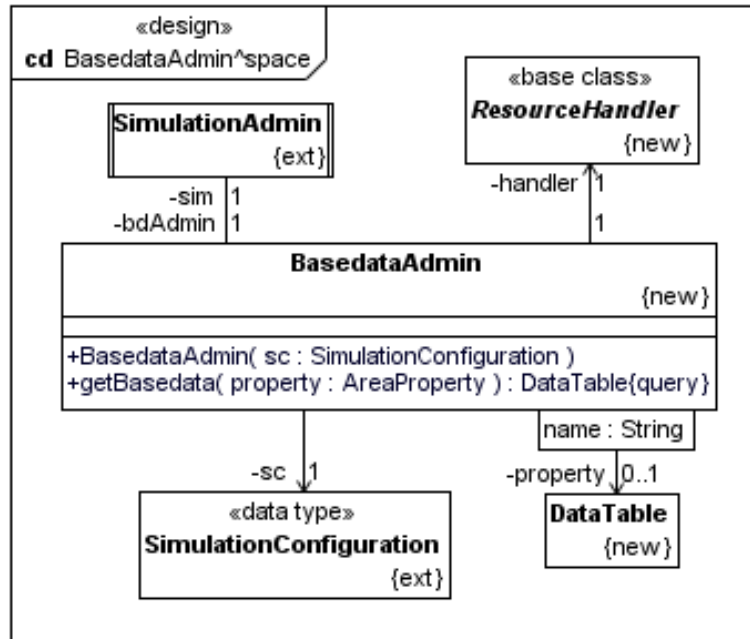 «design»
cd BasedataAdmin^space
SimulationAdmin
{ext}
«base class»
ResourceHandler
{new}
-sim 1
-bdAdmin 1
-handler 1
1
BasedataAdmin
{new}
+BasedataAdmin( sc : SimulationConfiguration )
+getBasedata( property : AreaProperty ) : DataTable{query}
name : String
-sc 1
-property 0..1
«data type»
SimulationConfiguration
{ext}
DataTable
{new}